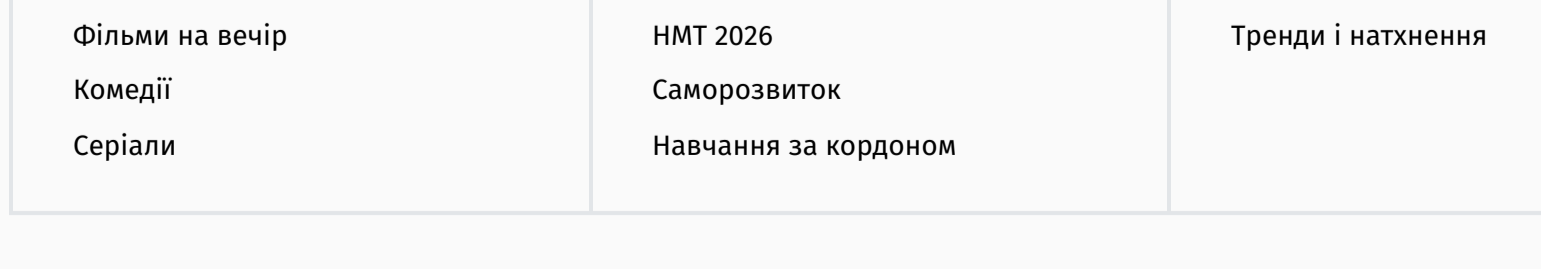 Фільми на вечір
Комедії
Серіали
НМТ 2026
Саморозвиток
Навчання за кордоном
Тренди і натхнення